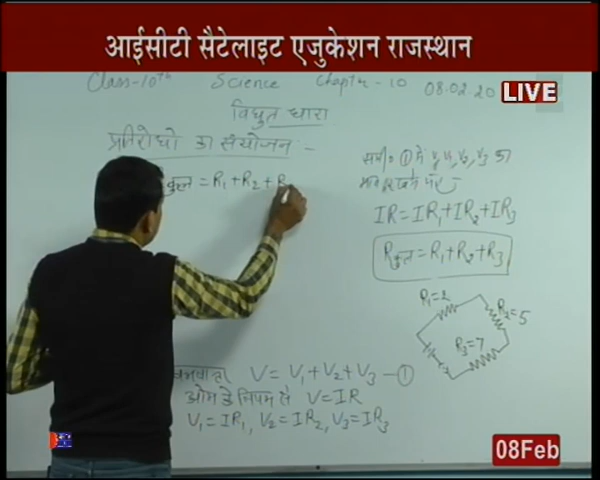 आईसीटी सैटेलाइट एजुकेशन राजस्थान
LIVE
Class-10th Science Chapter-10 08.02.20
विद्युत धारा
प्रतिरोधो का संयोजन :-
कुल = R₁+R₂+R
समी० ① में V, V₁, V₂, V₃ का
मान रखने पर
IR = IR₁+IR₂+IR₃
Rकुल = R₁+R₂+R₃
R₁=2
R₂=5
R₃=7
V = V₁+V₂+V₃ —①
ओम के नियम से V=IR
V₁=IR₁, V₂=IR₂, V₃=IR₃
08Feb